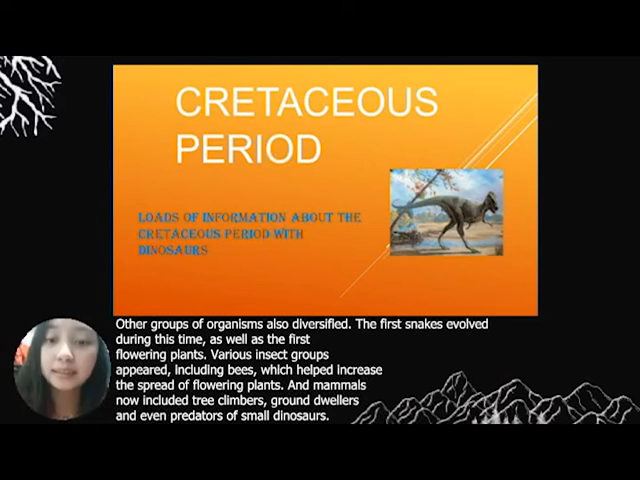 CRETACEOUS
PERIOD
LOADS OF INFORMATION ABOUT THE
CRETACEOUS PERIOD WITH
DINOSAURS
Other groups of organisms also diversified. The first snakes evolved
during this time, as well as the first
flowering plants. Various insect groups
appeared, including bees, which helped increase
the spread of flowering plants. And mammals
now included tree climbers, ground dwellers
and even predators of small dinosaurs.